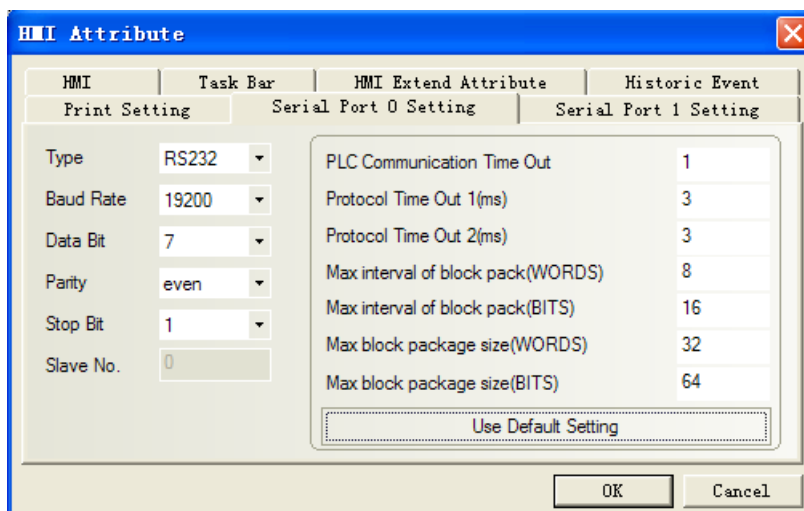 HMI Attribute
HMI Task Bar HMI Extend Attribute Historic Event
Print Setting Serial Port 0 Setting Serial Port 1 Setting
Type RS232
Baud Rate 19200
Data Bit 7
Parity even
Stop Bit 1
Slave No. 0
PLC Communication Time Out 1
Protocol Time Out 1(ms) 3
Protocol Time Out 2(ms) 3
Max interval of block pack(WORDS) 8
Max interval of block pack(BITS) 16
Max block package size(WORDS) 32
Max block package size(BITS) 64
Use Default Setting
OK Cancel